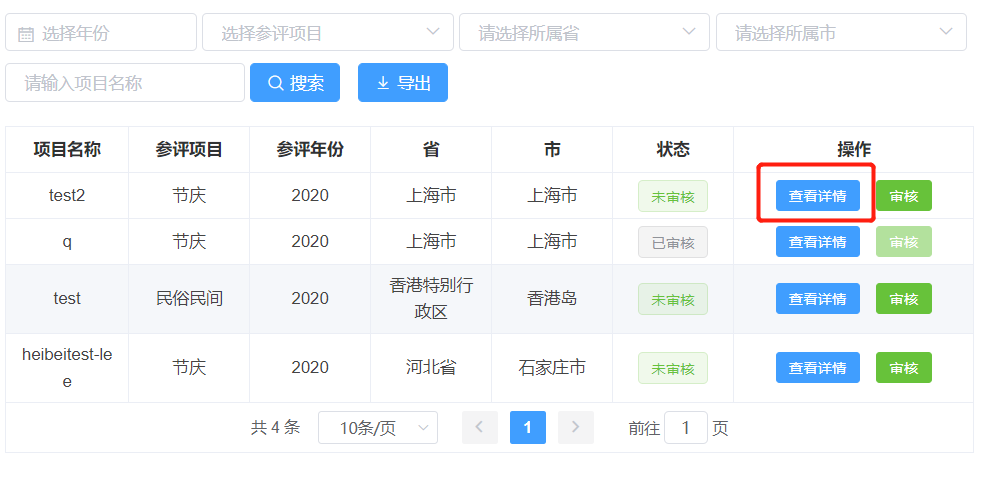 选择年份 选择参评项目 请选择所属省 请选择所属市
请输入项目名称 搜索 导出
项目名称 参评项目 参评年份 省 市 状态 操作
test2 节庆 2020 上海市 上海市 未审核 查看详情 审核
q 节庆 2020 上海市 上海市 已审核 查看详情 审核
test 民俗民间 2020 香港特别行
政区 香港岛 未审核 查看详情 审核
heibeitest-le
e 节庆 2020 河北省 石家庄市 未审核 查看详情 审核
共 4 条 10条/页 1 前往 1 页